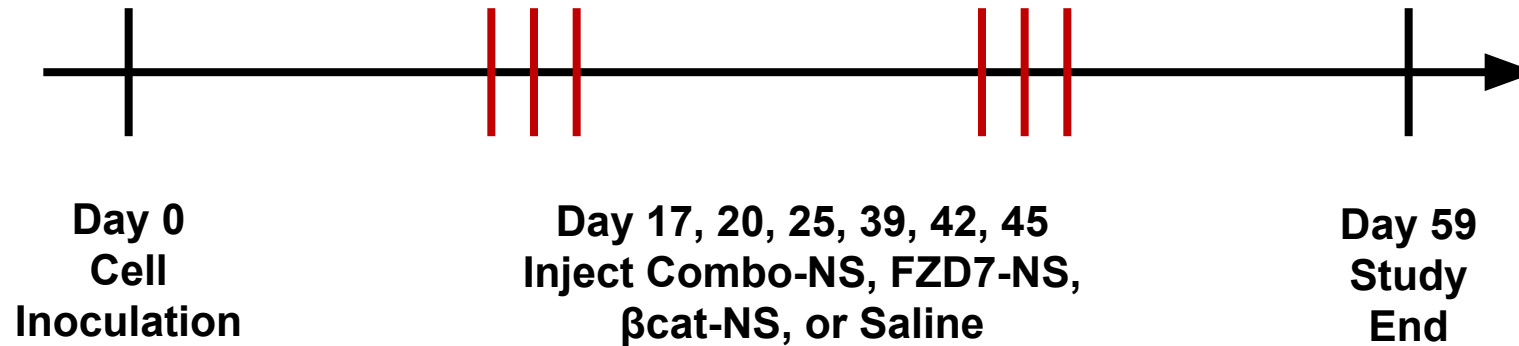 Day 0
Cell
Inoculation
Day 17, 20, 25, 39, 42, 45
Inject Combo-NS, FZD7-NS,
βcat-NS, or Saline
Day 59
Study
End